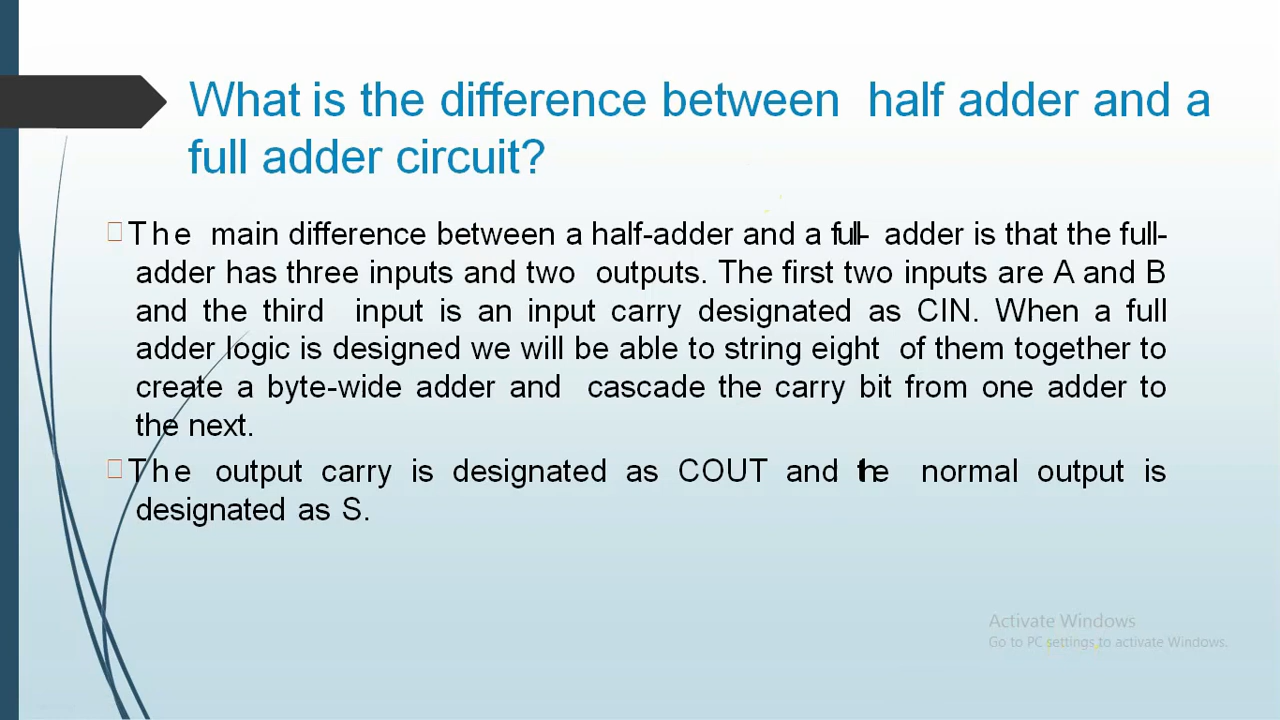 What is the difference between half adder and a
full adder circuit?
The main difference between a half-adder and a full- adder is that the full-
adder has three inputs and two outputs. The first two inputs are A and B
and the third input is an input carry designated as CIN. When a full
adder logic is designed we will be able to string eight of them together to
create a byte-wide adder and cascade the carry bit from one adder to
the next.
The output carry is designated as COUT and the normal output is
designated as S.
Activate Windows
Go to PC settings to activate Windows.